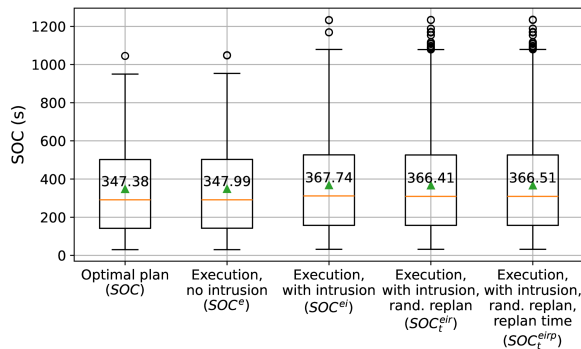 1200
1000
800
600
400
200
0
SOC (s)
347.38
347.99
367.74
366.41
366.51
Optimal plan
(SOC)
Execution,
no intrusion
(SOC^e)
Execution,
with intrusion
(SOC^{ei})
Execution,
with intrusion,
rand. replan
(SOC_t^{eir})
Execution,
with intrusion,
rand. replan,
replan time
(SOC_t^{eirp})